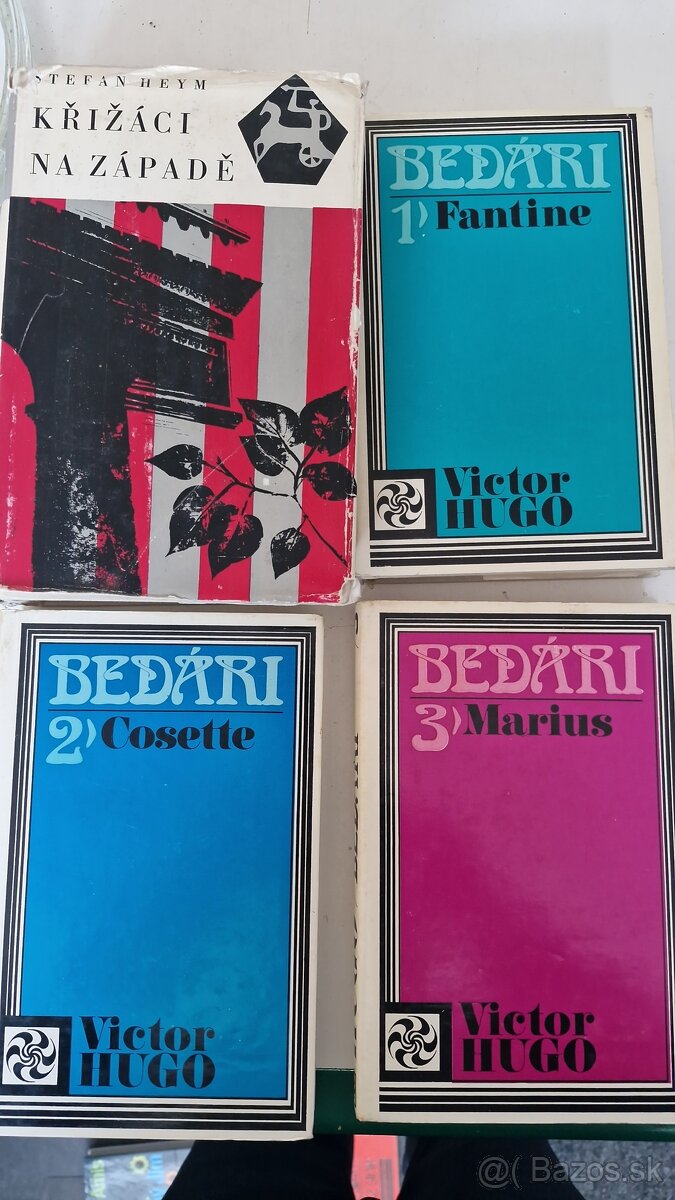 STEFAN HEYM
KŘIŽÁCI
NA ZÁPADĚ
BEDÁRI
1) Fantine
Victor
HUGO
BEDÁRI
2) Cosette
Victor
HUGO
BEDÁRI
3) Marius
Victor
HUGO
@( Bazos.sk